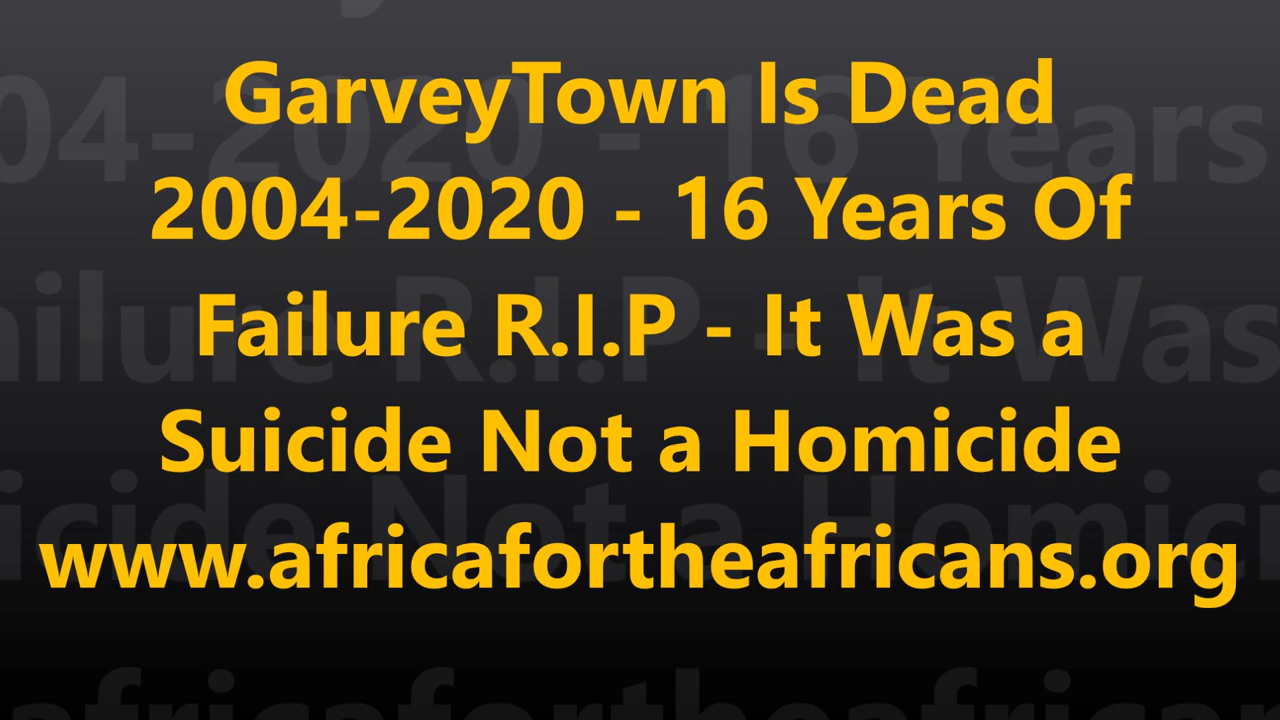 GarveyTown Is Dead
2004-2020 - 16 Years Of
Failure R.I.P - It Was a
Suicide Not a Homicide
www.africafortheafricans.org